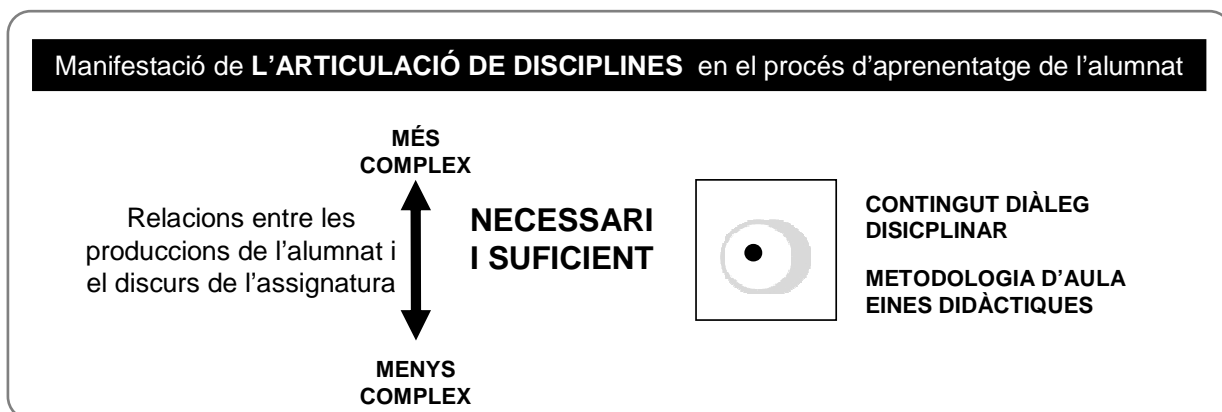 Manifestació de L’ARTICULACIÓ DE DISCIPLINES en el procés d’aprenentatge de l’alumnat
MÉS
COMPLEX
Relacions entre les
produccions de l’alumnat i
el discurs de l’assignatura
NECESSARI
I SUFICIENT
CONTINGUT DIÀLEG
DISICPLINAR
METODOLOGIA D’AULA
EINES DIDÀCTIQUES
MENYS
COMPLEX